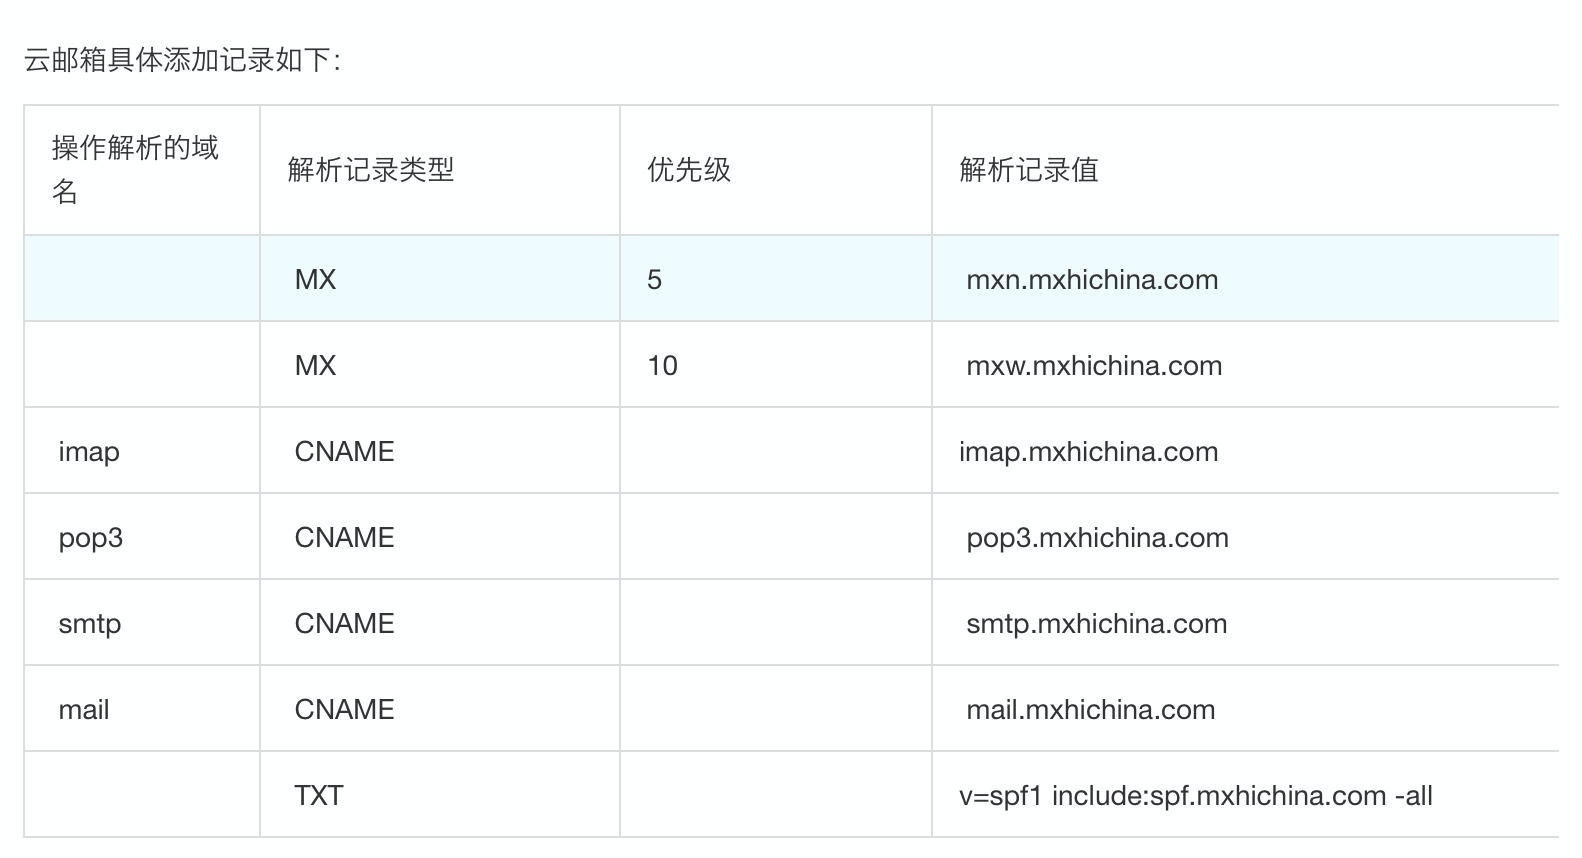 云邮箱具体添加记录如下：
操作解析的域名 解析记录类型 优先级 解析记录值
MX 5 mxn.mxhichina.com
MX 10 mxw.mxhichina.com
imap CNAME imap.mxhichina.com
pop3 CNAME pop3.mxhichina.com
smtp CNAME smtp.mxhichina.com
mail CNAME mail.mxhichina.com
TXT v=spf1 include:spf.mxhichina.com -all